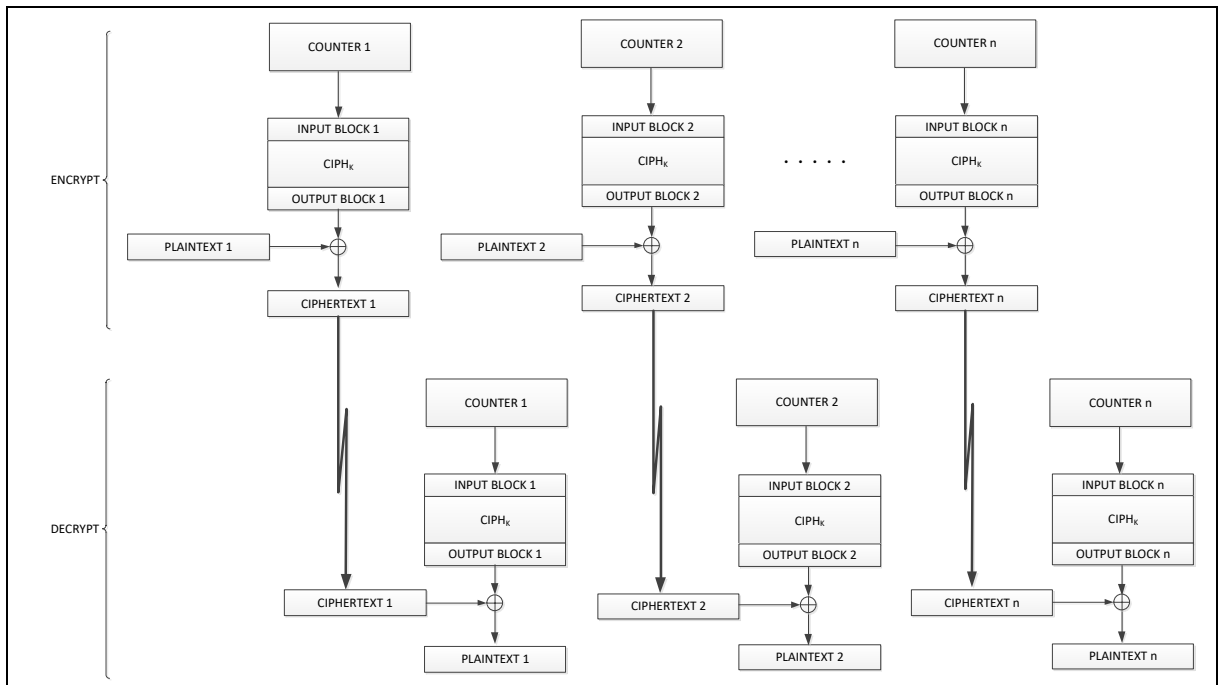 COUNTER 1
COUNTER 2
COUNTER n
INPUT BLOCK 1
INPUT BLOCK 2
INPUT BLOCK n
CIPHK
CIPHK
. . . . .
CIPHK
ENCRYPT
OUTPUT BLOCK 1
OUTPUT BLOCK 2
OUTPUT BLOCK n
PLAINTEXT 1
PLAINTEXT 2
PLAINTEXT n
CIPHERTEXT 1
CIPHERTEXT 2
CIPHERTEXT n
COUNTER 1
COUNTER 2
COUNTER n
INPUT BLOCK 1
INPUT BLOCK 2
INPUT BLOCK n
DECRYPT
CIPHK
CIPHK
CIPHK
OUTPUT BLOCK 1
OUTPUT BLOCK 2
OUTPUT BLOCK n
CIPHERTEXT 1
CIPHERTEXT 2
CIPHERTEXT n
PLAINTEXT 1
PLAINTEXT 2
PLAINTEXT n